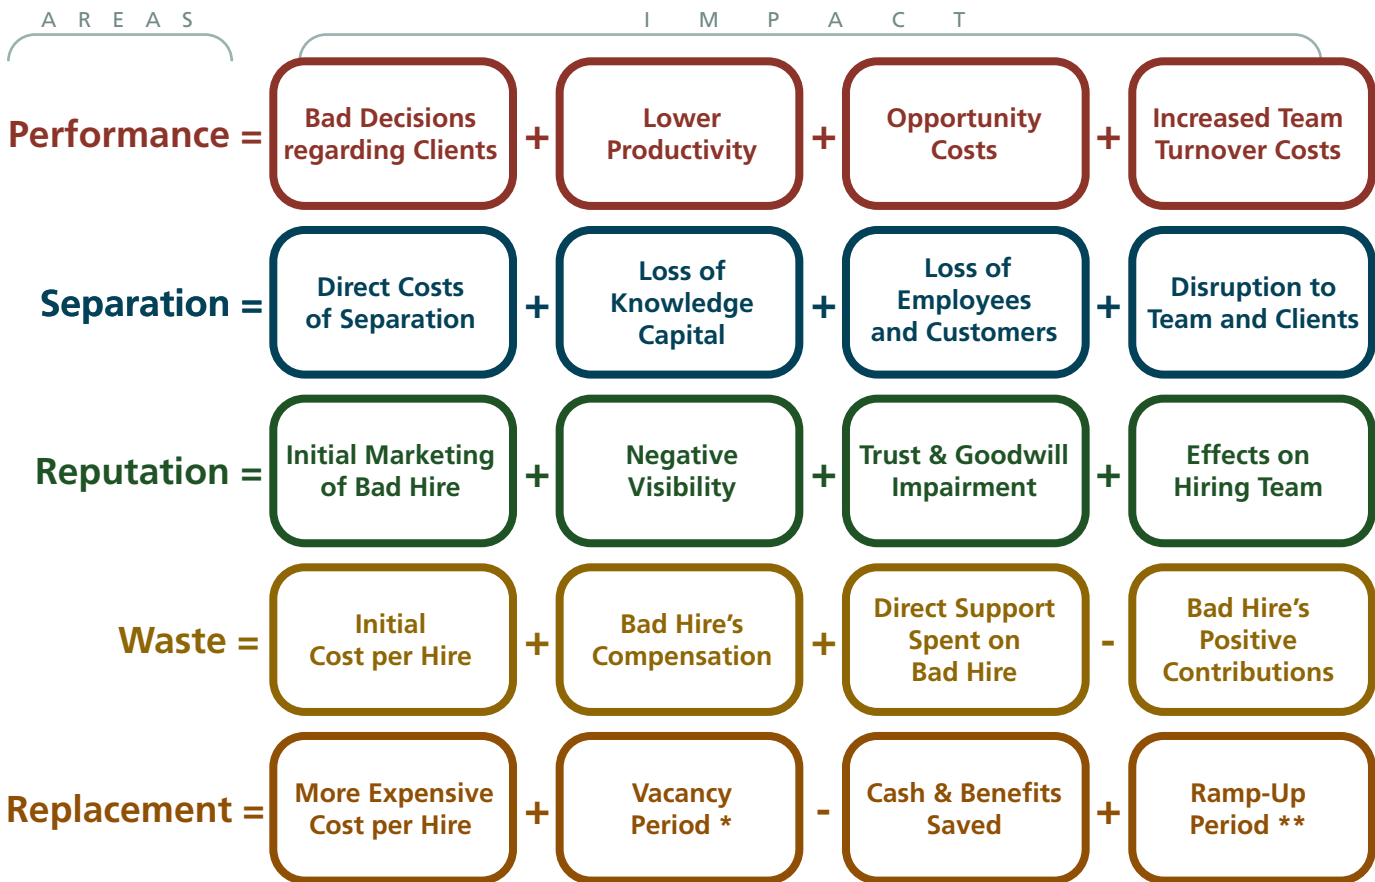 A R E A S
I M P A C T
Performance =
Bad Decisions
regarding Clients
+
Lower
Productivity
+
Opportunity
Costs
+
Increased Team
Turnover Costs
Separation =
Direct Costs
of Separation
+
Loss of
Knowledge
Capital
+
Loss of
Employees
and Customers
+
Disruption to
Team and Clients
Reputation =
Initial Marketing
of Bad Hire
+
Negative
Visibility
+
Trust & Goodwill
Impairment
+
Effects on
Hiring Team
Waste =
Initial
Cost per Hire
+
Bad Hire’s
Compensation
+
Direct Support
Spent on
Bad Hire
-
Bad Hire’s
Positive
Contributions
Replacement =
More Expensive
Cost per Hire
+
Vacancy
Period *
-
Cash & Benefits
Saved
+
Ramp-Up
Period **